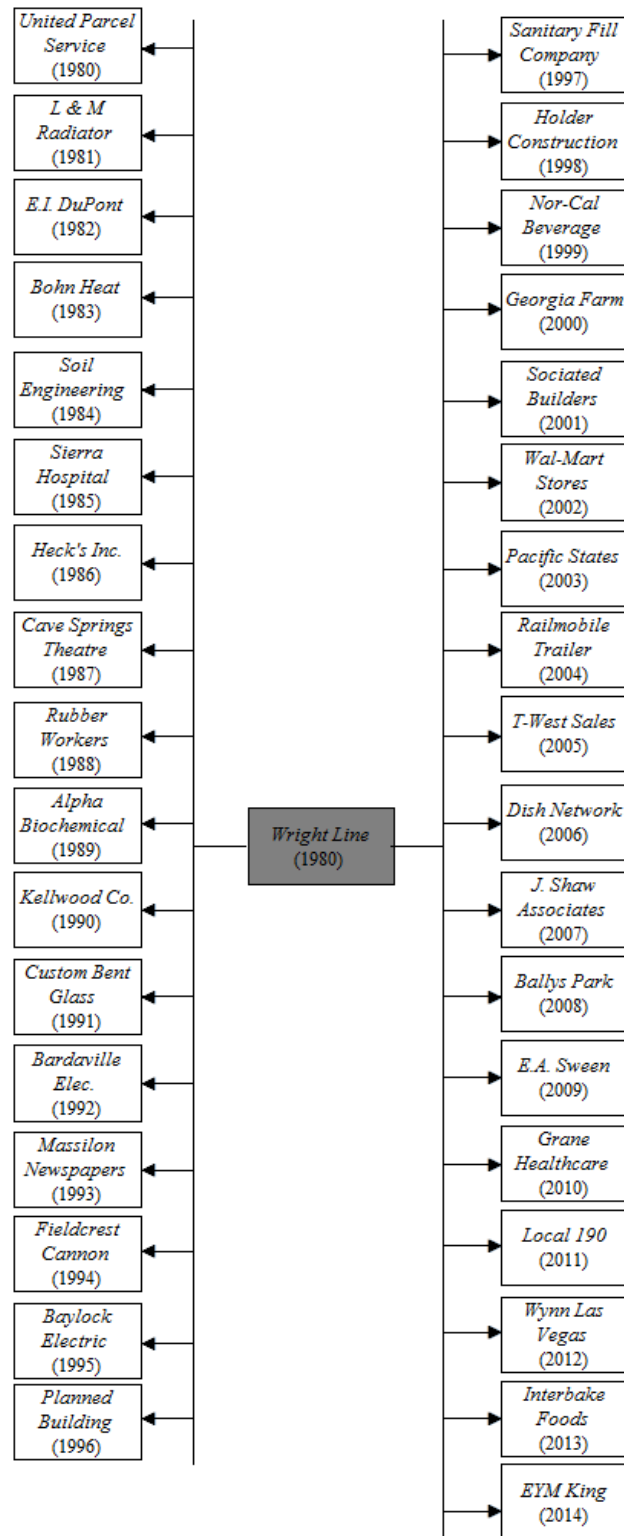 United Parcel
Service
(1980)
L & M
Radiator
(1981)
E.I. DuPont
(1982)
Bohn Heat
(1983)
Soil
Engineering
(1984)
Sierra
Hospital
(1985)
Heck's Inc.
(1986)
Cave Springs
Theatre
(1987)
Rubber
Workers
(1988)
Alpha
Biochemical
(1989)
Kellwood Co.
(1990)
Custom Bent
Glass
(1991)
Bardaville
Elec.
(1992)
Massilon
Newspapers
(1993)
Fieldcrest
Cannon
(1994)
Baylock
Electric
(1995)
Planned
Building
(1996)
Wright Line
(1980)
Sanitary Fill
Company
(1997)
Holder
Construction
(1998)
Nor-Cal
Beverage
(1999)
Georgia Farm
(2000)
Sociated
Builders
(2001)
Wal-Mart
Stores
(2002)
Pacific States
(2003)
Railmobile
Trailer
(2004)
T-West Sales
(2005)
Dish Network
(2006)
J. Shaw
Associates
(2007)
Ballys Park
(2008)
E.A. Sween
(2009)
Grane
Healthcare
(2010)
Local 190
(2011)
Wynn Las
Vegas
(2012)
Interbake
Foods
(2013)
EYM King
(2014)